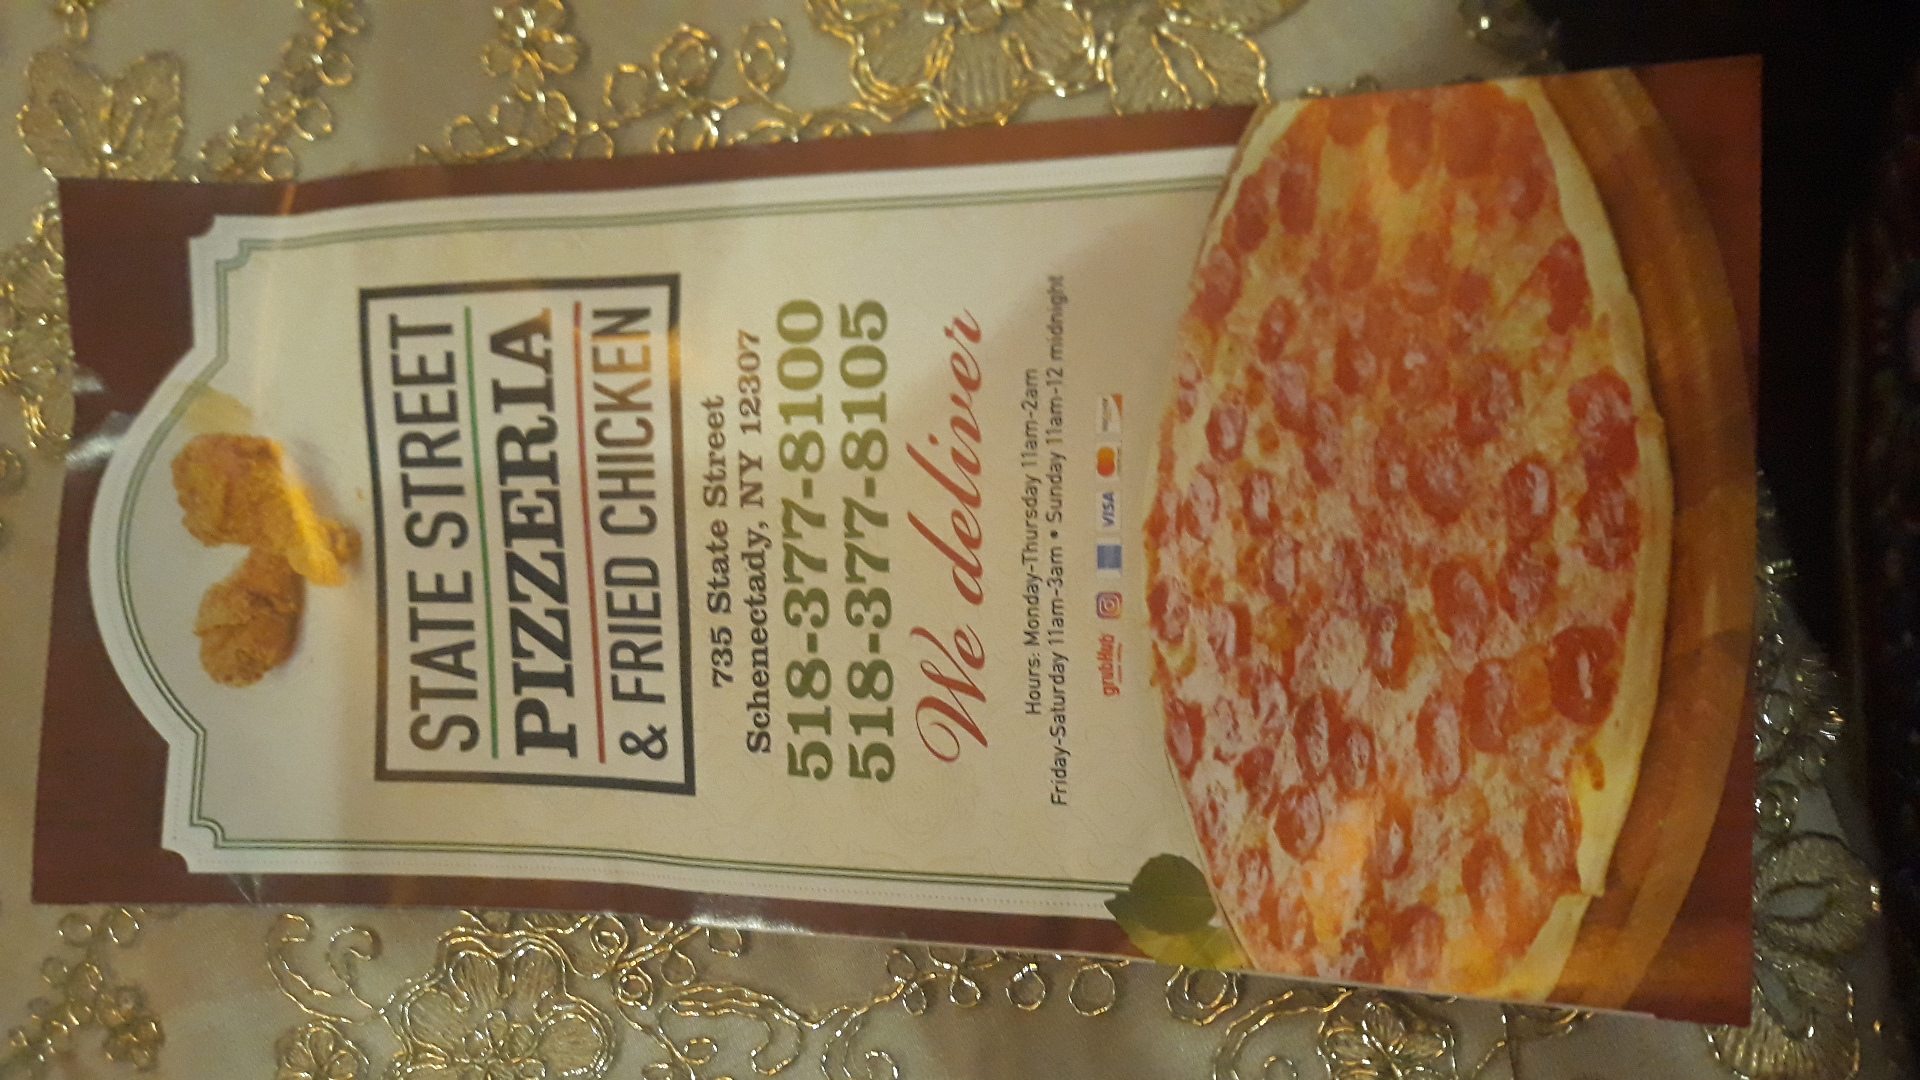 STATE STREET
PIZZERIA
& FRIED CHICKEN
735 State Street
Schenectady, NY 12307
518-377-8100
518-377-8105
We deliver
Hours: Monday-Thursday 11am-2am
Friday-Saturday 11am-3am • Sunday 11am-12 midnight
grubhub VISA